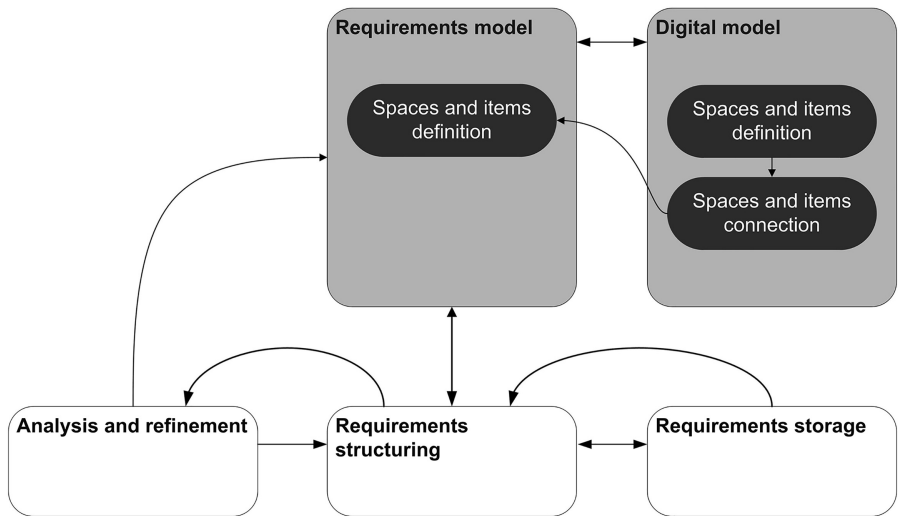 Requirements model
Digital model
Spaces and items
definition
Spaces and items
definition
Spaces and items
connection
Analysis and refinement
Requirements
structuring
Requirements storage